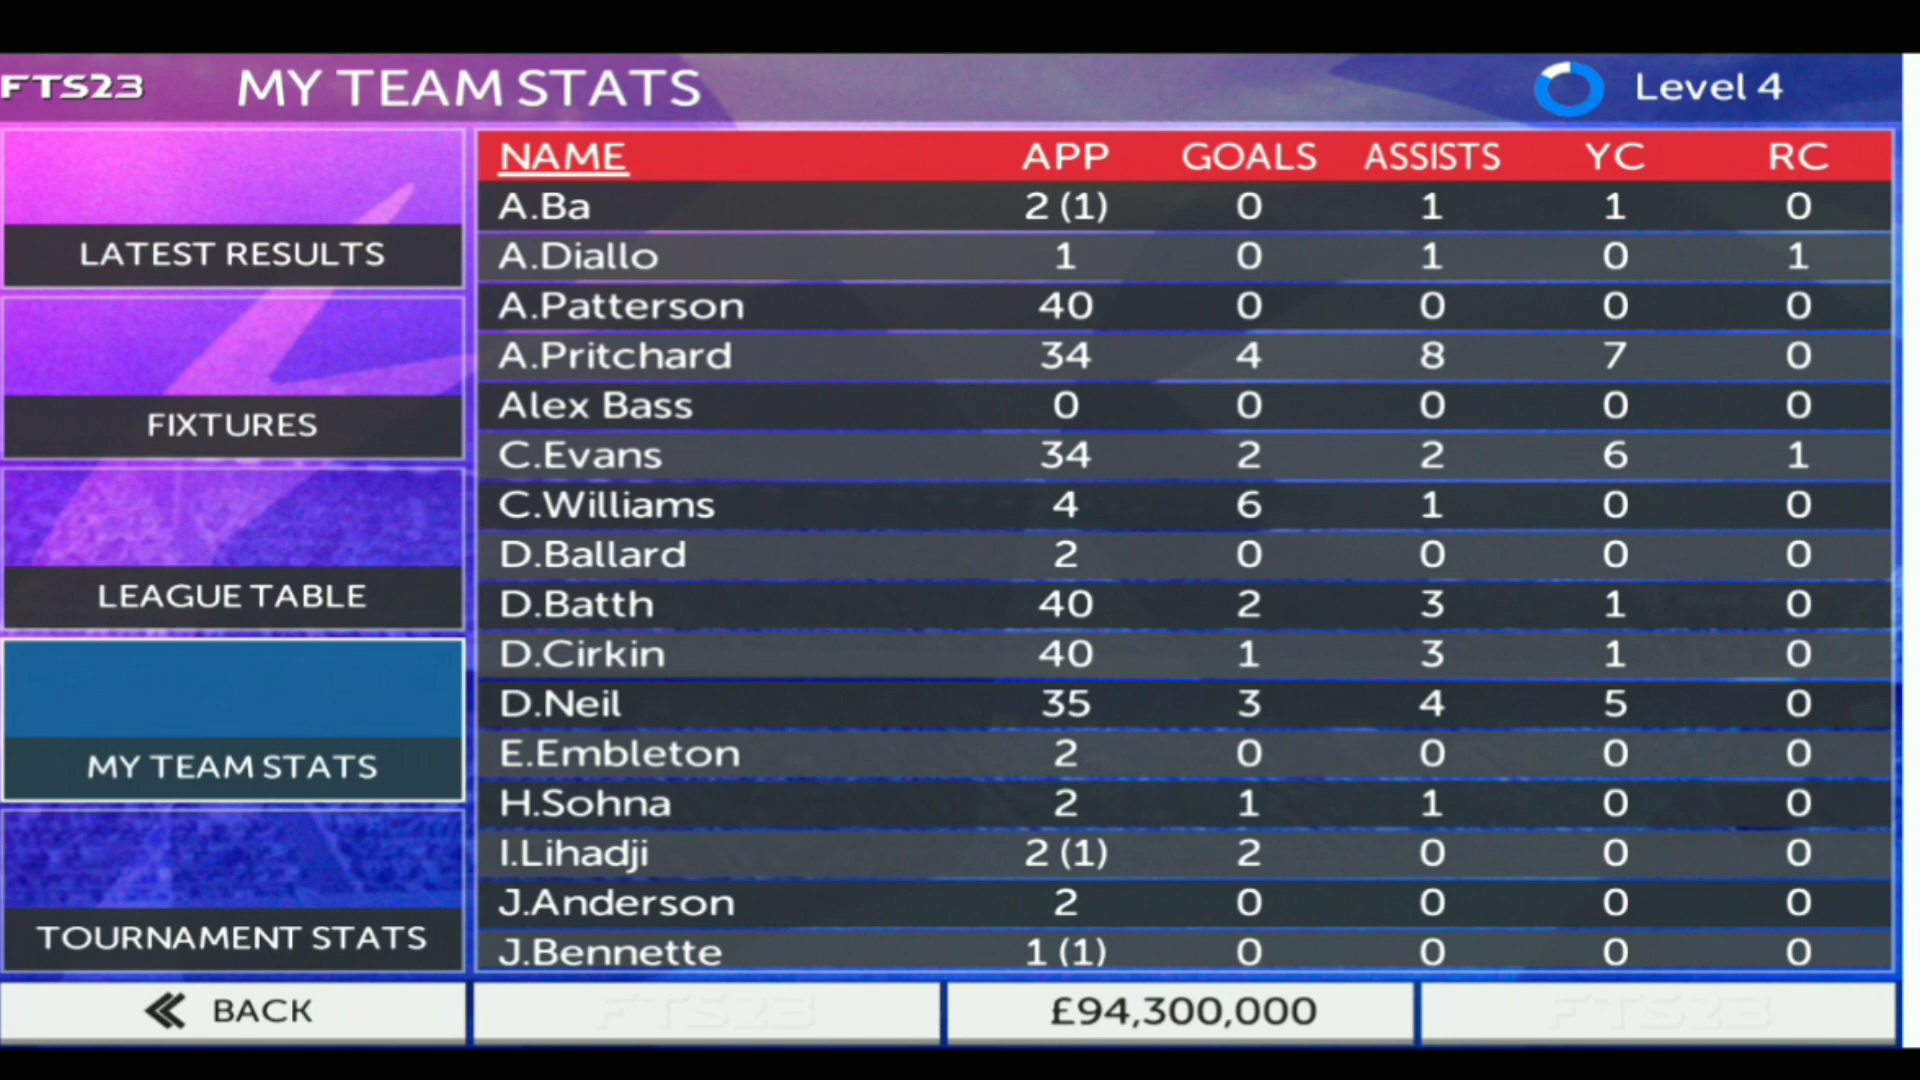 FTS23 MY TEAM STATS Level 4
LATEST RESULTS
FIXTURES
LEAGUE TABLE
MY TEAM STATS
TOURNAMENT STATS
NAME APP GOALS ASSISTS YC RC
A.Ba 2 (1) 0 1 1 0
A.Diallo 1 0 1 0 1
A.Patterson 40 0 0 0 0
A.Pritchard 34 4 8 7 0
Alex Bass 0 0 0 0 0
C.Evans 34 2 2 6 1
C.Williams 4 6 1 0 0
D.Ballard 2 0 0 0 0
D.Batth 40 2 3 1 0
D.Cirkin 40 1 3 1 0
D.Neil 35 3 4 5 0
E.Embleton 2 0 0 0 0
H.Sohna 2 1 1 0 0
I.Lihadji 2 (1) 2 0 0 0
J.Anderson 2 0 0 0 0
J.Bennette 1 (1) 0 0 0 0
BACK FTS23 £94,300,000 FTS23